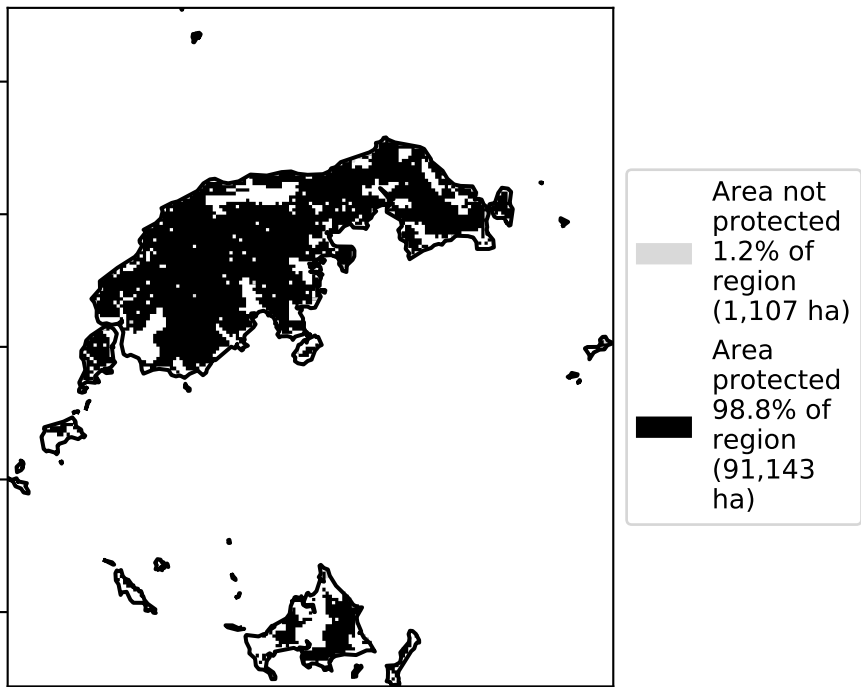 Area not
protected
1.2% of
region
(1,107 ha)
Area
protected
98.8% of
region
(91,143
ha)